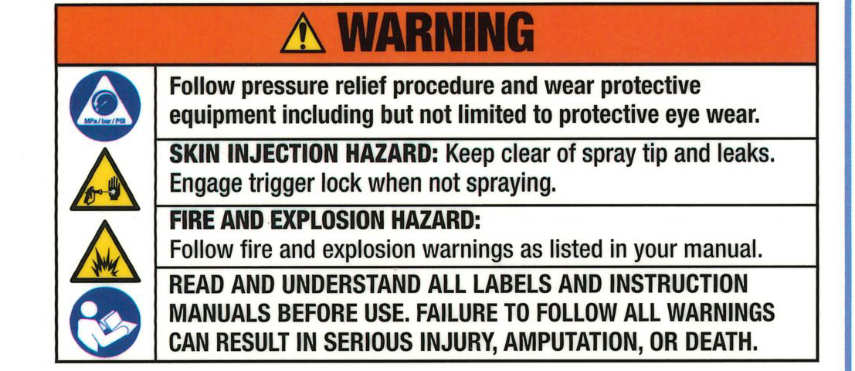 WARNING
Follow pressure relief procedure and wear protective
equipment including but not limited to protective eye wear.
MPa / bar / PSI
SKIN INJECTION HAZARD: Keep clear of spray tip and leaks.
Engage trigger lock when not spraying.
FIRE AND EXPLOSION HAZARD:
Follow fire and explosion warnings as listed in your manual.
READ AND UNDERSTAND ALL LABELS AND INSTRUCTION
MANUALS BEFORE USE. FAILURE TO FOLLOW ALL WARNINGS
CAN RESULT IN SERIOUS INJURY, AMPUTATION, OR DEATH.